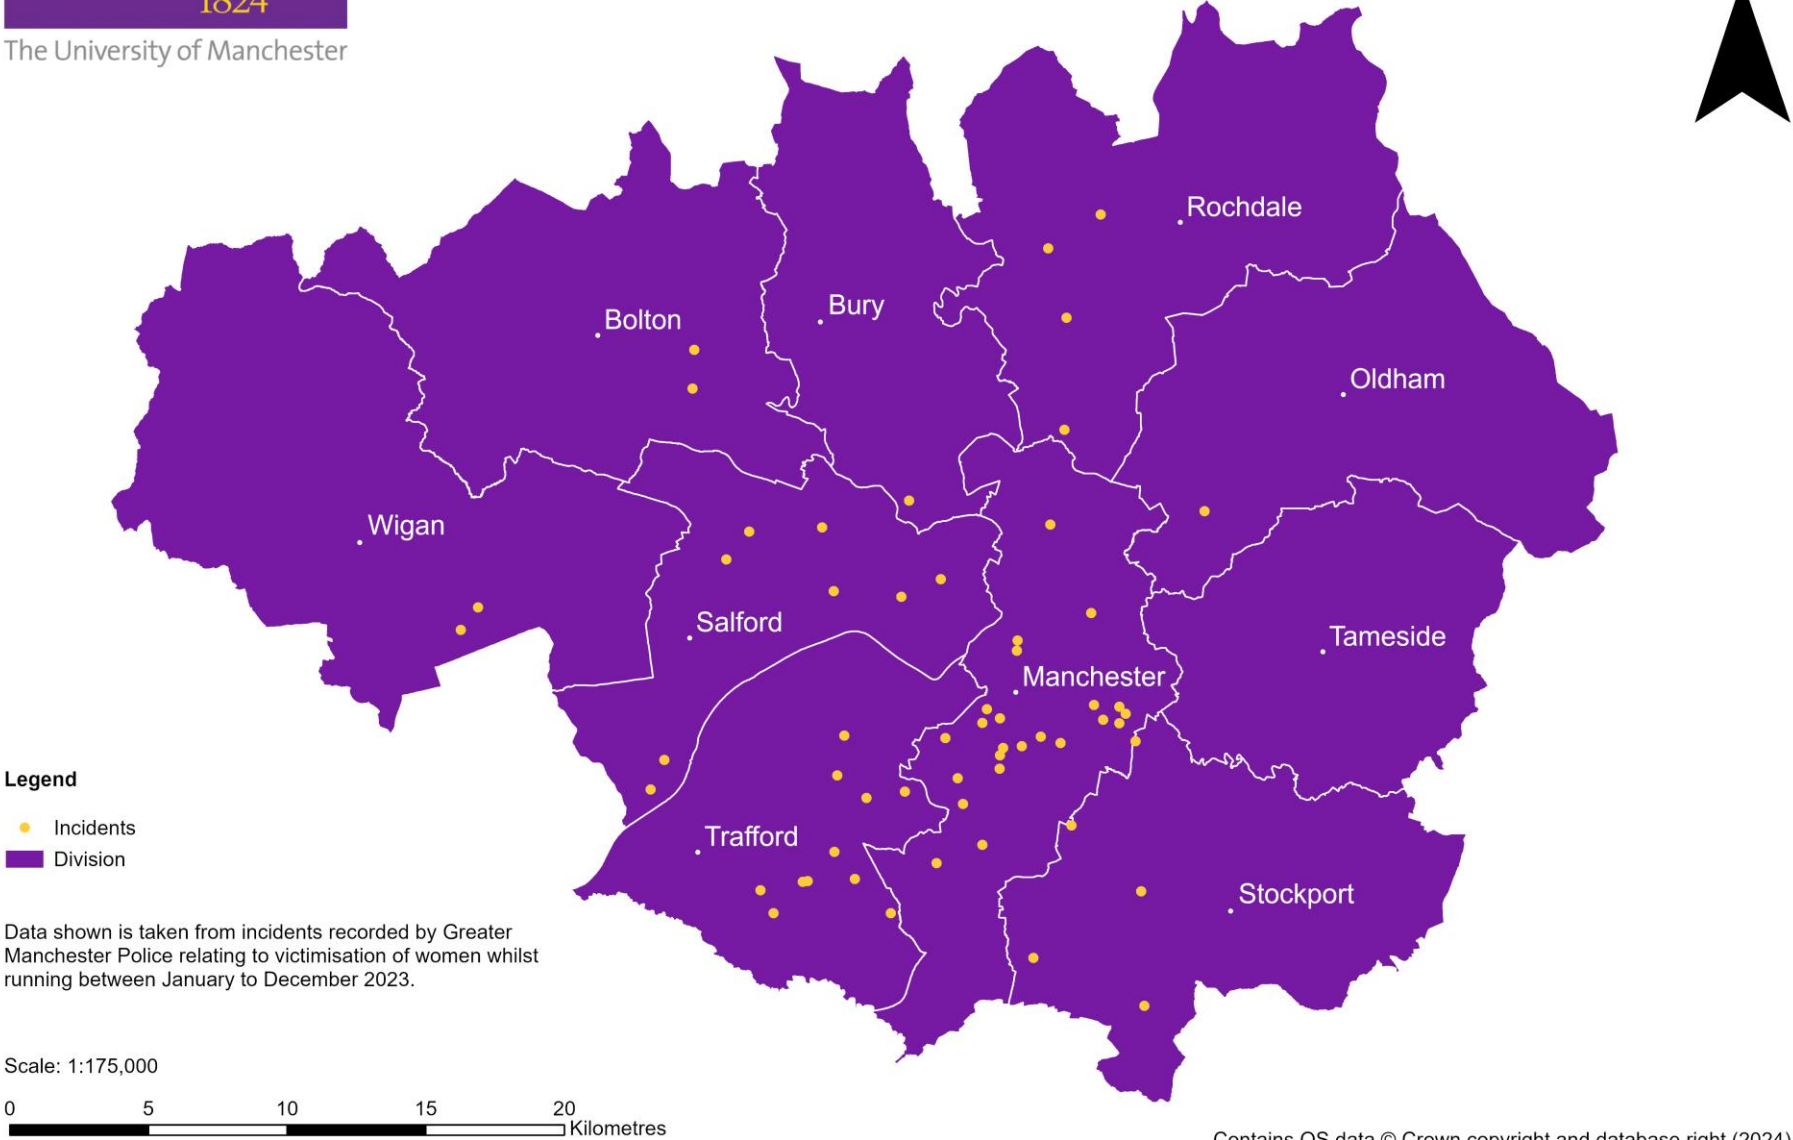 1824
The University of Manchester
Rochdale
Bury
Bolton
Oldham
Wigan
Salford
Tameside
Manchester
Trafford
Stockport
Legend
Incidents
Division
Data shown is taken from incidents recorded by Greater
Manchester Police relating to victimisation of women whilst
running between January to December 2023.
Scale: 1:175,000
0 5 10 15 20
Kilometres
Contains OS data © Crown copyright and database right (2024)